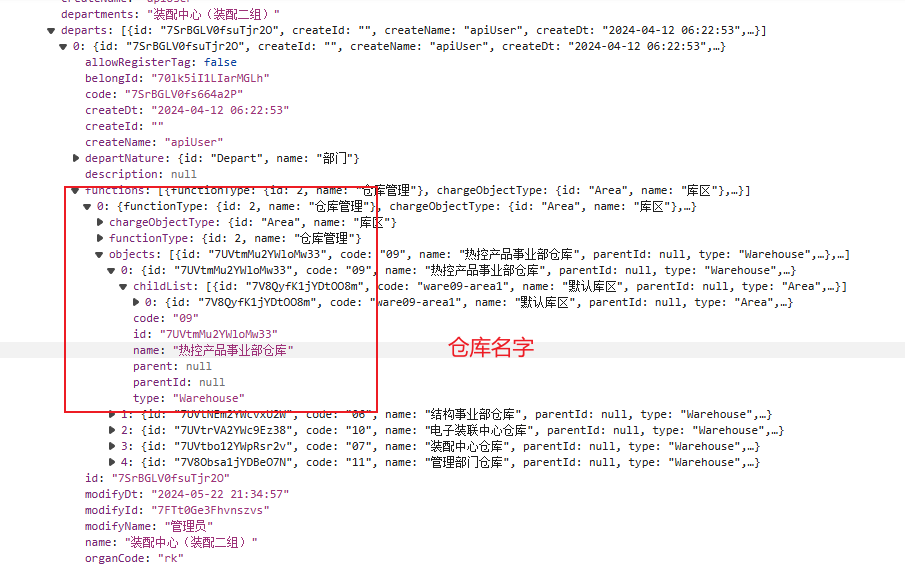 createName: "apiUser"
departments: "装配中心（装配二组）"
departs: [{id: "7SrBGLV0fsuTjr2O", createId: "", createName: "apiUser", createDt: "2024-04-12 06:22:53",…}]
0: {id: "7SrBGLV0fsuTjr2O", createId: "", createName: "apiUser", createDt: "2024-04-12 06:22:53",…}
allowRegisterTag: false
belongId: "70lk5iI1LIarMGLh"
code: "7SrBGLV0fs664a2P"
createDt: "2024-04-12 06:22:53"
createId: ""
createName: "apiUser"
departNature: {id: "Depart", name: "部门"}
description: null
functions: [{functionType: {id: 2, name: "仓库管理"}, chargeObjectType: {id: "Area", name: "库区"},…}]
0: {functionType: {id: 2, name: "仓库管理"}, chargeObjectType: {id: "Area", name: "库区"},…}
chargeObjectType: {id: "Area", name: "库区"}
functionType: {id: 2, name: "仓库管理"}
objects: [{id: "7UVtmMu2YWloMw33", code: "09", name: "热控产品事业部仓库", parentId: null, type: "Warehouse",…},…]
0: {id: "7UVtmMu2YWloMw33", code: "09", name: "热控产品事业部仓库", parentId: null, type: "Warehouse",…}
childList: [{id: "7V8QyfK1jYDtOO8m", code: "ware09-area1", name: "默认库区", parentId: null, type: "Area",…}]
0: {id: "7V8QyfK1jYDtOO8m", code: "ware09-area1", name: "默认库区", parentId: null, type: "Area",…}
code: "09"
id: "7UVtmMu2YWloMw33"
name: "热控产品事业部仓库"
仓库名字
parent: null
parentId: null
type: "Warehouse"
1: {id: "7UVtNEm2YWcvxU2W", code: "06", name: "结构事业部仓库", parentId: null, type: "Warehouse",…}
2: {id: "7UVtrVA2YWc9Ez38", code: "10", name: "电子装联中心仓库", parentId: null, type: "Warehouse",…}
3: {id: "7UVtbo12YWpRsr2v", code: "07", name: "装配中心仓库", parentId: null, type: "Warehouse",…}
4: {id: "7V8Obsa1jYDBeO7N", code: "11", name: "管理部门仓库", parentId: null, type: "Warehouse",…}
id: "7SrBGLV0fsuTjr2O"
modifyDt: "2024-05-22 21:34:57"
modifyId: "7FTt0Ge3Fhvnszvs"
modifyName: "管理员"
name: "装配中心（装配二组）"
organCode: "rk"